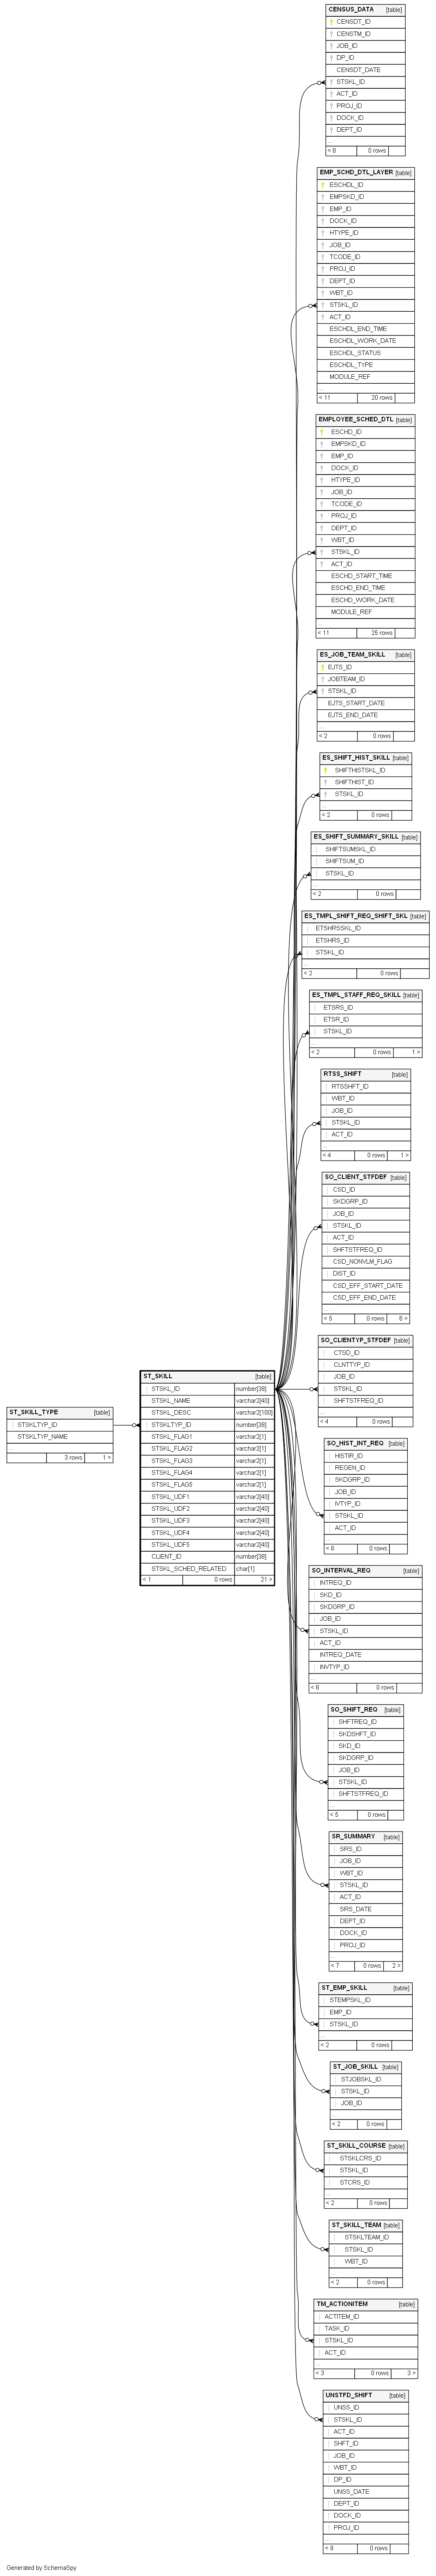 CENSUS_DATA [table]
CENSDT_ID
CENSTM_ID
JOB_ID
DP_ID
CENSDT_DATE
STSKL_ID
ACT_ID
PROJ_ID
DOCK_ID
DEPT_ID
...
< 8 0 rows
EMP_SCHD_DTL_LAYER [table]
ESCHDL_ID
EMPSKD_ID
EMP_ID
DOCK_ID
HTYPE_ID
JOB_ID
TCODE_ID
PROJ_ID
DEPT_ID
WBT_ID
STSKL_ID
ACT_ID
ESCHDL_END_TIME
ESCHDL_WORK_DATE
ESCHDL_STATUS
ESCHDL_TYPE
MODULE_REF
...
< 11 20 rows
EMPLOYEE_SCHED_DTL [table]
ESCHD_ID
EMPSKD_ID
EMP_ID
DOCK_ID
HTYPE_ID
JOB_ID
TCODE_ID
PROJ_ID
DEPT_ID
WBT_ID
STSKL_ID
ACT_ID
ESCHD_START_TIME
ESCHD_END_TIME
ESCHD_WORK_DATE
MODULE_REF
...
< 11 25 rows
ES_JOB_TEAM_SKILL [table]
EJTS_ID
JOBTEAM_ID
STSKL_ID
EJTS_START_DATE
EJTS_END_DATE
...
< 2 0 rows
ES_SHIFT_HIST_SKILL [table]
SHIFTHISTSKL_ID
SHIFTHIST_ID
STSKL_ID
...
< 2 0 rows
ES_SHIFT_SUMMARY_SKILL [table]
SHIFTSUMSKL_ID
SHIFTSUM_ID
STSKL_ID
...
< 2 0 rows
ES_TMPL_SHIFT_REQ_SHIFT_SKL [table]
ETSHRSSKL_ID
ETSHRS_ID
STSKL_ID
...
< 2 0 rows
ES_TMPL_STAFF_REQ_SKILL [table]
ETSRS_ID
ETSR_ID
STSKL_ID
...
< 2 0 rows 1 >
RTSS_SHIFT [table]
RTSSHFT_ID
WBT_ID
JOB_ID
STSKL_ID
ACT_ID
...
< 4 0 rows 1 >
SO_CLIENT_STFDEF [table]
CSD_ID
SKDGRP_ID
JOB_ID
STSKL_ID
ACT_ID
SHFTSTFREQ_ID
CSD_NONVLM_FLAG
DIST_ID
CSD_EFF_START_DATE
CSD_EFF_END_DATE
...
< 5 0 rows 6 >
SO_CLIENTYP_STFDEF [table]
CTSD_ID
CLNTTYP_ID
JOB_ID
STSKL_ID
SHFTSTFREQ_ID
...
< 4 0 rows
ST_SKILL [table]
STSKL_ID number[38]
STSKL_NAME varchar2[40]
STSKL_DESC varchar2[100]
STSKLTYP_ID number[38]
STSKL_FLAG1 varchar2[1]
STSKL_FLAG2 varchar2[1]
STSKL_FLAG3 varchar2[1]
STSKL_FLAG4 varchar2[1]
STSKL_FLAG5 varchar2[1]
STSKL_UDF1 varchar2[40]
STSKL_UDF2 varchar2[40]
STSKL_UDF3 varchar2[40]
STSKL_UDF4 varchar2[40]
STSKL_UDF5 varchar2[40]
CLIENT_ID number[38]
STSKL_SCHED_RELATED char[1]
< 1 0 rows 21 >
ST_SKILL_TYPE [table]
STSKLTYP_ID
STSKLTYP_NAME
...
3 rows 1 >
SO_HIST_INT_REQ [table]
HISTIR_ID
REGEN_ID
SKDGRP_ID
JOB_ID
IVTYP_ID
STSKL_ID
ACT_ID
...
< 8 0 rows
SO_INTERVAL_REQ [table]
INTREQ_ID
SKD_ID
SKDGRP_ID
JOB_ID
STSKL_ID
ACT_ID
INTREQ_DATE
INVTYP_ID
...
< 6 0 rows
SO_SHIFT_REQ [table]
SHFTREQ_ID
SKDSHFT_ID
SKD_ID
SKDGRP_ID
JOB_ID
STSKL_ID
SHFTSTFREQ_ID
...
< 5 0 rows
SR_SUMMARY [table]
SRS_ID
JOB_ID
WBT_ID
STSKL_ID
ACT_ID
SRS_DATE
DEPT_ID
DOCK_ID
PROJ_ID
...
< 7 0 rows 2 >
ST_EMP_SKILL [table]
STEMPSKL_ID
EMP_ID
STSKL_ID
...
< 2 0 rows
ST_JOB_SKILL [table]
STJOBSKL_ID
STSKL_ID
JOB_ID
...
< 2 0 rows
ST_SKILL_COURSE [table]
STSKLCRS_ID
STSKL_ID
STCRS_ID
...
< 2 0 rows
ST_SKILL_TEAM [table]
STSKLTEAM_ID
STSKL_ID
WBT_ID
...
< 2 0 rows
TM_ACTIONITEM [table]
ACTITEM_ID
TASK_ID
STSKL_ID
ACT_ID
...
< 3 0 rows 3 >
UNSTFD_SHIFT [table]
UNSS_ID
STSKL_ID
ACT_ID
SHFT_ID
JOB_ID
WBT_ID
DP_ID
UNSS_DATE
DEPT_ID
DOCK_ID
PROJ_ID
...
< 9 0 rows
Generated by SchemaSpy